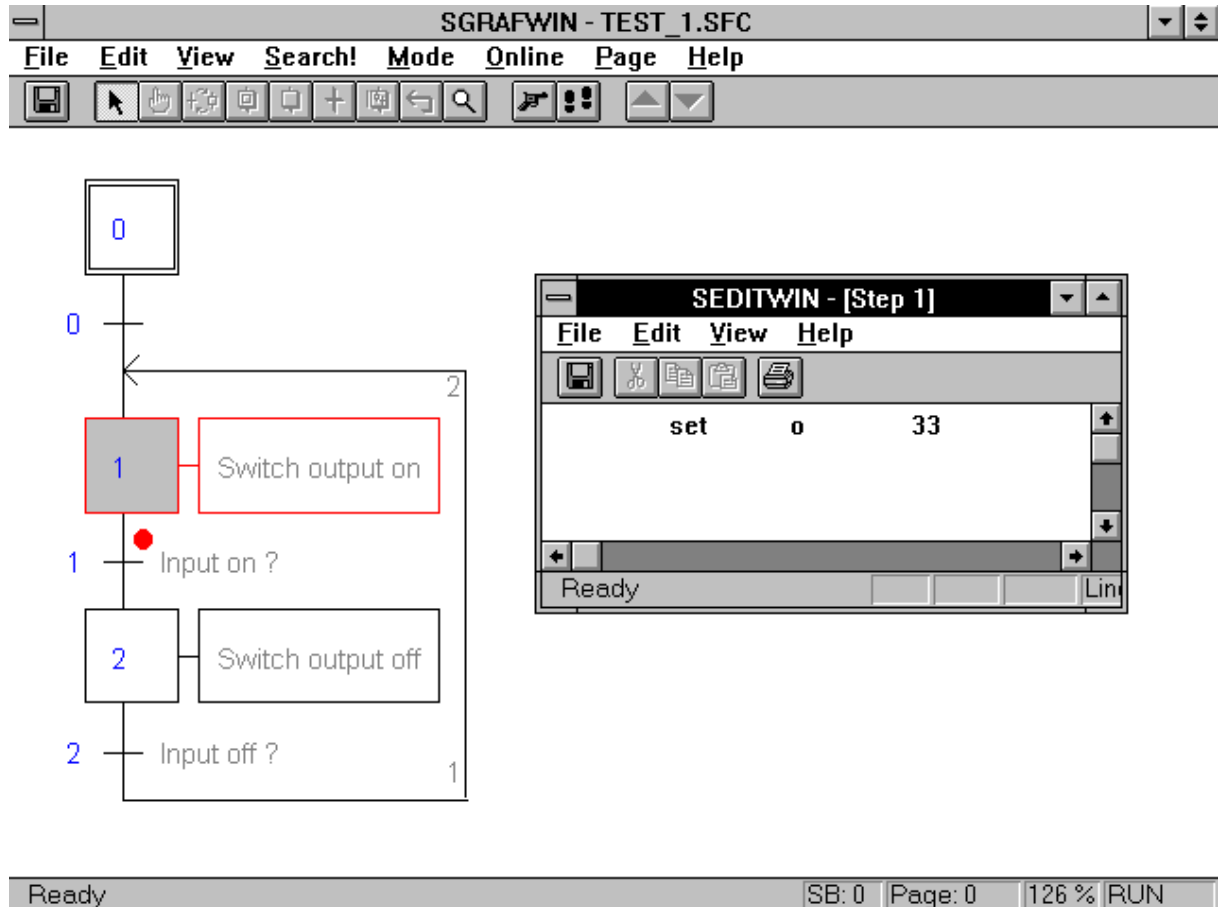 SGRAFWIN - TEST_1.SFC
File Edit View Search! Mode Online Page Help
0
0
2
1 Switch output on
1 Input on ?
2 Switch output off
2 Input off ?
1
SEDITWIN - [Step 1]
File Edit View Help
set o 33
Ready Lin
Ready SB: 0 Page: 0 126 % RUN